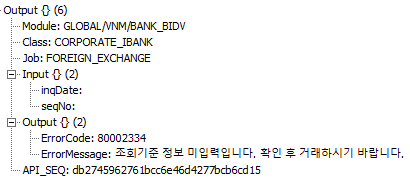 Output {} (6)
Module: GLOBAL/VNM/BANK_BIDV
Class: CORPORATE_IBANK
Job: FOREIGN_EXCHANGE
Input {} (2)
inqDate:
seqNo:
Output {} (2)
ErrorCode: 80002334
ErrorMessage: 조회기준 정보 미입력입니다. 확인 후 거래하시기 바랍니다.
API_SEQ: db2745962761bcc6e46d4277bcb6cd15